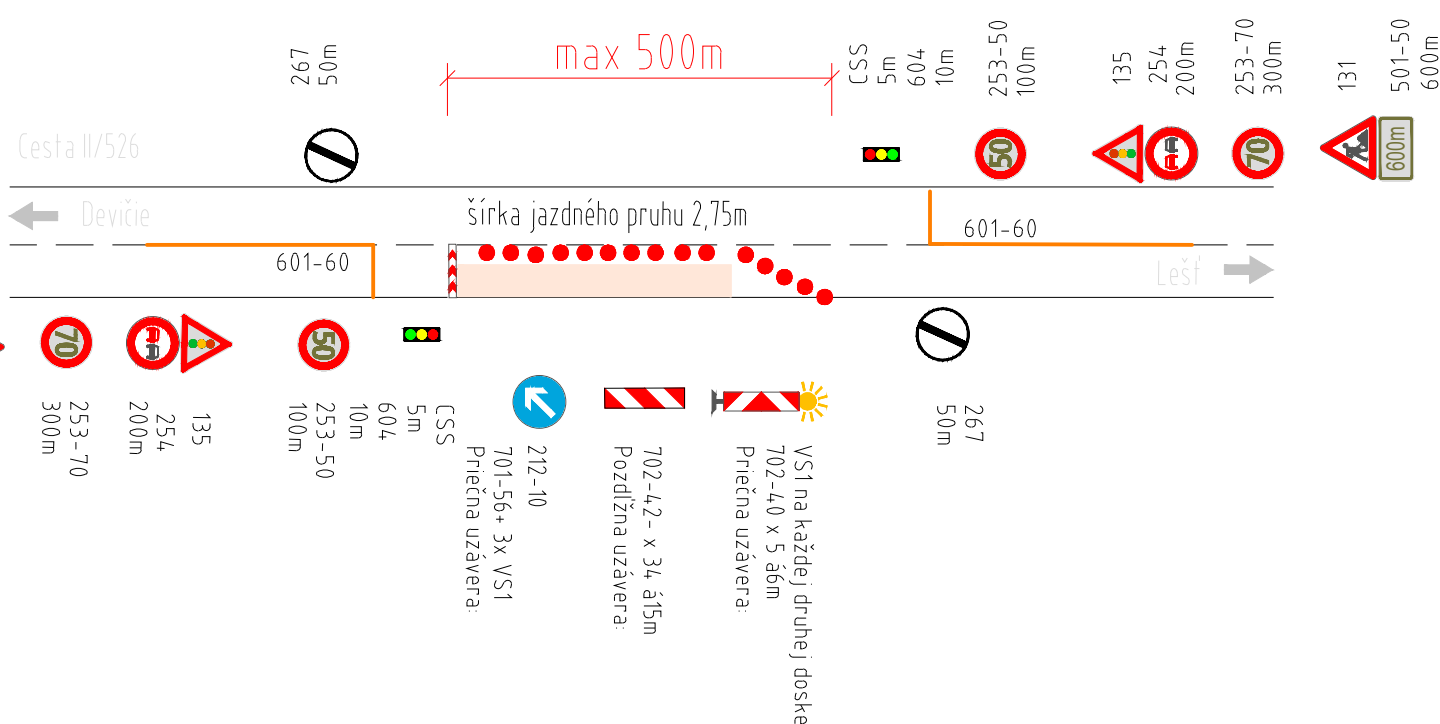 267
50m
max 500m
CSS
5m
604
10m
253-50
100m
135
254
200m
253-70
300m
131
501-50
600m
Cesta II/526
50
70
600m
Devičie
šírka jazdného pruhu 2,75m
601-60
601-60
Lešť
70
50
253-70
300m
135
254
200m
253-50
100m
CSS
5m
604
10m
212-10
701-56+ 3x VS1
Priečna uzávera:
702-42- x 34 á15m
Pozdĺžna uzávera:
VS1 na každej druhej doske
702-40 x 5 á6m
Priečna uzávera:
267
50m